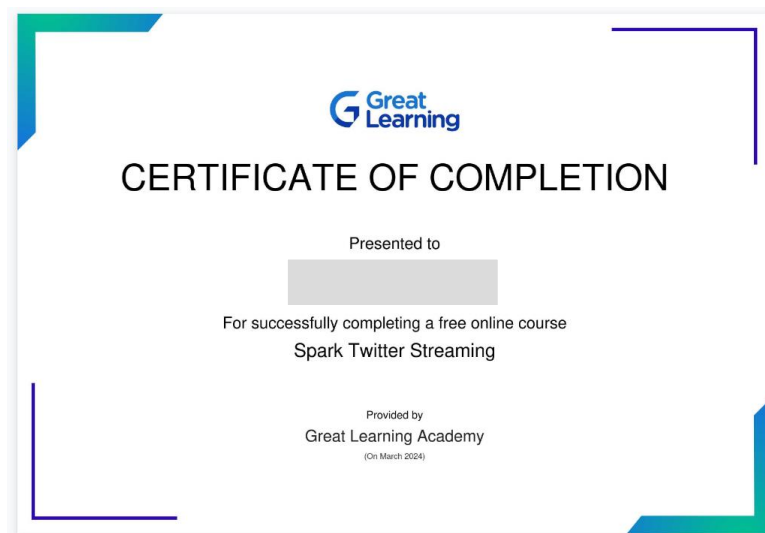 Great
Learning
CERTIFICATE OF COMPLETION
Presented to
For successfully completing a free online course
Spark Twitter Streaming
Provided by
Great Learning Academy
(On March 2024)